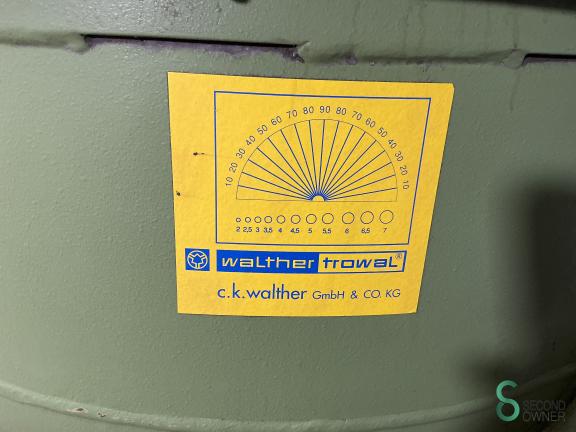 10 20 30 40 50 60 70 80 90 80 70 60 50 40 30 20 10
2 2,5 3 3,5 4 4,5 5 5,5 6 6,5 7
walther trowal®
c.k.walther GmbH & CO. KG
SECOND
OWNER